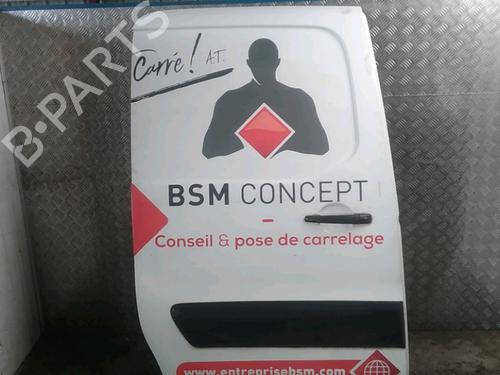 Carré! A.T.
B-PARTS
BSM CONCEPT
Conseil & pose de carrelage
www.entreprisebsm.com